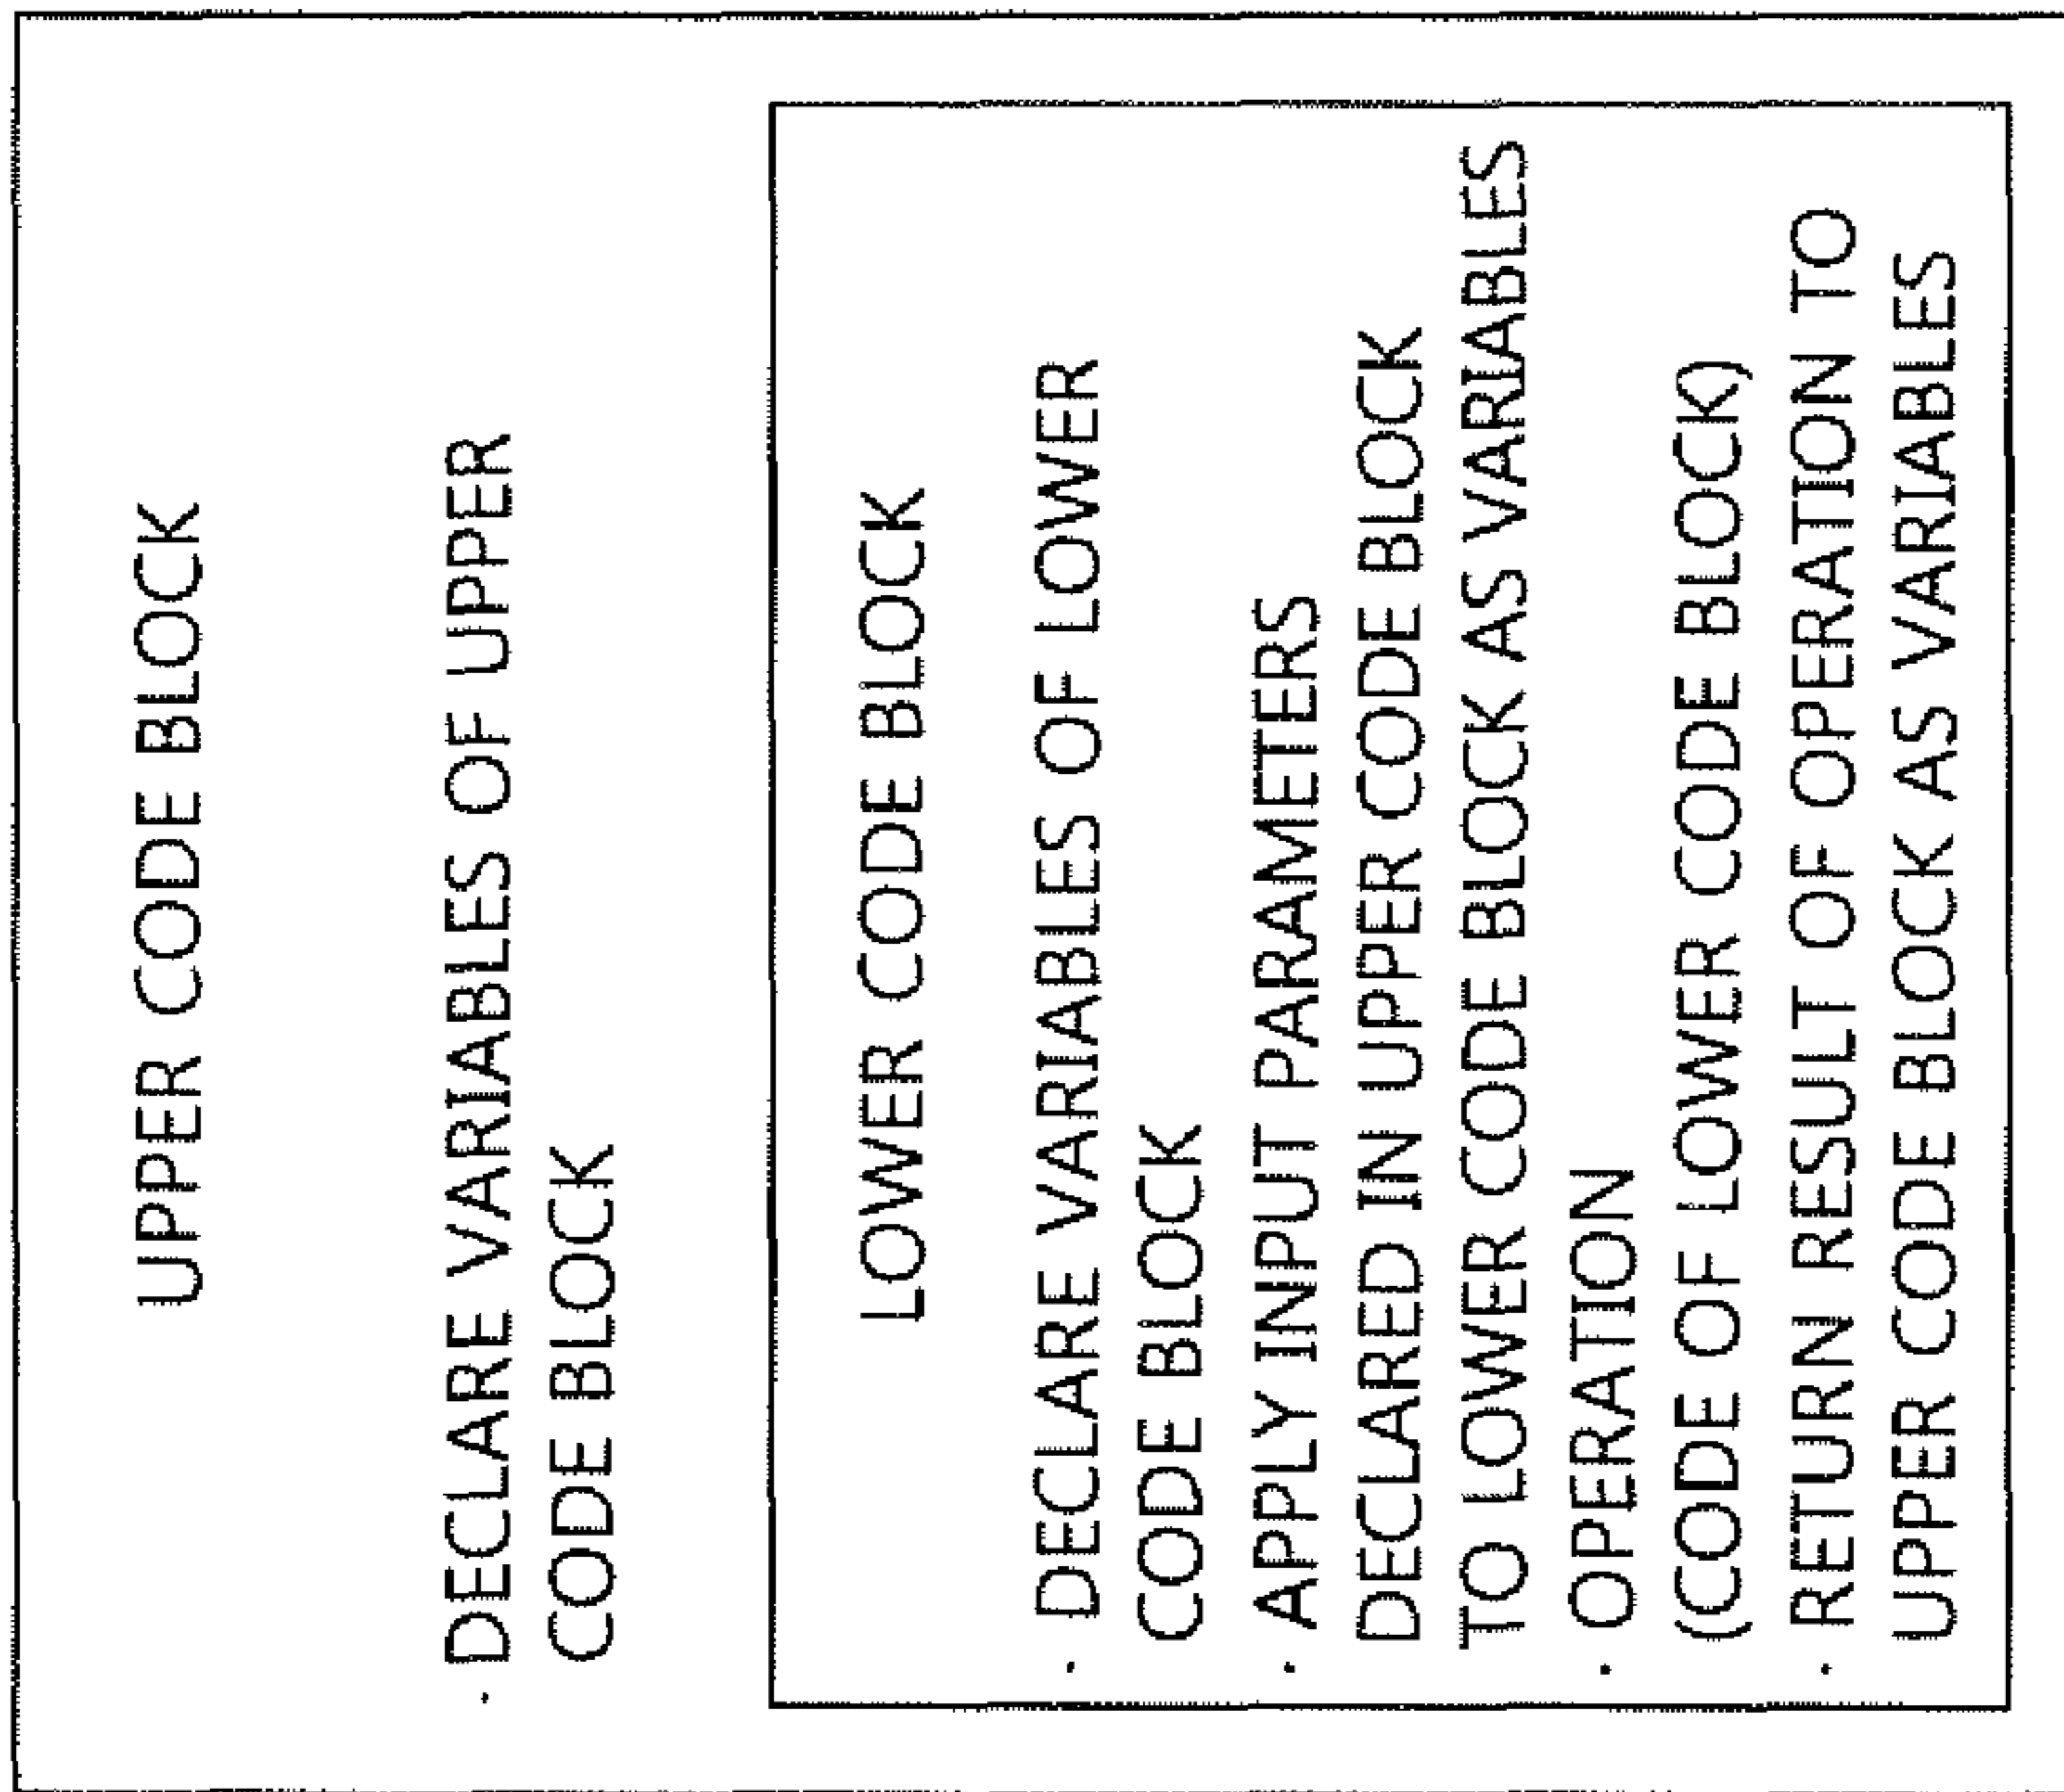 UPPER CODE BLOCK
· DECLARE VARIABLES OF UPPER
CODE BLOCK
LOWER CODE BLOCK
· DECLARE VARIABLES OF LOWER
CODE BLOCK
· APPLY INPUT PARAMETERS
DECLARED IN UPPER CODE BLOCK
TO LOWER CODE BLOCK AS VARIABLES
· OPERATION
(CODE OF LOWER CODE BLOCK)
· RETURN RESULT OF OPERATION TO
UPPER CODE BLOCK AS VARIABLES